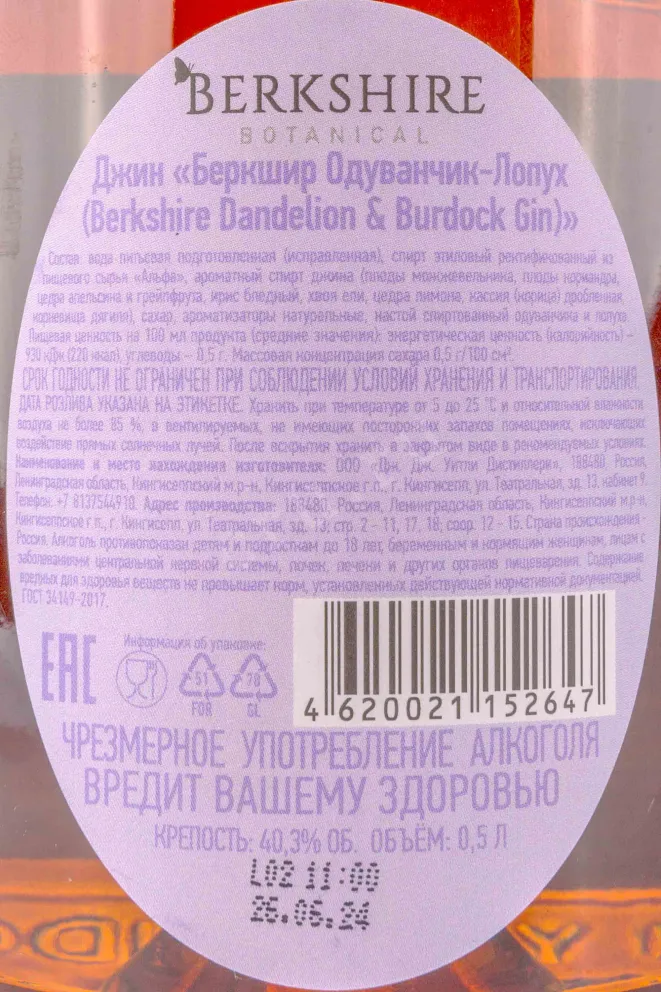 BERKSHIRE
BOTANICAL
Джин «Беркшир Одуванчик-Лопух
(Berkshire Dandelion & Burdock Gin)»
Состав: вода питьевая подготовленная (исправленная), спирт этиловый ректификованный из
пищевого сырья «Альфа», ароматный спирт джина (плоды можжевельника, плоды кориандра,
цедра апельсина и грейпфрута, ирис бледный, хвоя ели, цедра лимона, кассия (корица) дробленная,
корневища дягиля), сахар, ароматизаторы натуральные, настой спиртованный одуванчика и лопуха.
Пищевая ценность на 100 мл продукта (средние значения): энергетическая ценность (калорийность) –
930 кДж (220 ккал), углеводы – 0,5 г. Массовая концентрация сахара 0,5 г/100 см³.
СРОК ГОДНОСТИ НЕ ОГРАНИЧЕН ПРИ СОБЛЮДЕНИИ УСЛОВИЙ ХРАНЕНИЯ И ТРАНСПОРТИРОВАНИЯ.
ДАТА РОЗЛИВА УКАЗАНА НА ЭТИКЕТКЕ. Хранить при температуре от 5 до 25 °С и относительной влажности
воздуха не более 85 %, в вентилируемых, не имеющих посторонних запахов помещениях, исключающих
воздействие прямых солнечных лучей. После вскрытия хранить в закрытом виде в рекомендуемых условиях.
Наименование и место нахождения изготовителя: ООО «Дж. Дж. Уитли Дистиллери», 188480, Россия,
Ленинградская область, Кингисеппский м.р-н, Кингисеппское г.п., г. Кингисепп, ул. Театральная, зд. 13, кабинет 9.
Телефон: +7 8137544910. Адрес производства: 188480, Россия, Ленинградская область, Кингисеппский м.р-н,
Кингисеппское г.п., г. Кингисепп, ул. Театральная, зд. 13; стр. 2 - 11, 17, 18; соор. 12 - 15. Страна происхождения -
Россия. Алкоголь противопоказан детям и подросткам до 18 лет, беременным и кормящим женщинам, лицам с
заболеваниями центральной нервной системы, почек, печени и других органов пищеварения. Содержание
вредных для здоровья веществ не превышает норм, установленных действующей нормативной документацией.
ГОСТ 34149-2017.
EAC
Информация об упаковке:
51
FOR
70
GL
4 620021 152647
ЧРЕЗМЕРНОЕ УПОТРЕБЛЕНИЕ АЛКОГОЛЯ
ВРЕДИТ ВАШЕМУ ЗДОРОВЬЮ
КРЕПОСТЬ: 40,3% ОБ. ОБЪЁМ: 0,5 Л
L02 11:00
26.06.24